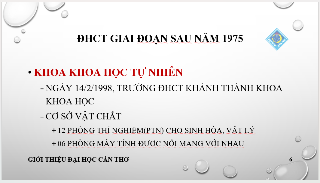 ĐHCT GIAI ĐOẠN SAU NĂM 1975
• KHOA KHOA HỌC TỰ NHIÊN
- NGÀY 14/2/1998, TRƯỜNG ĐHCT KHÁNH THÀNH KHOA
KHOA HỌC
- CƠ SỞ VẬT CHẤT
+ 12 PHÒNG THÍ NGHIỆM(PTN) CHO SINH HÓA, VẬT LÝ
+ 06 PHÒNG MÁY TÍNH ĐƯỢC NỐI MẠNG VỚI NHAU
GIỚI THIỆU ĐẠI HỌC CẦN THƠ